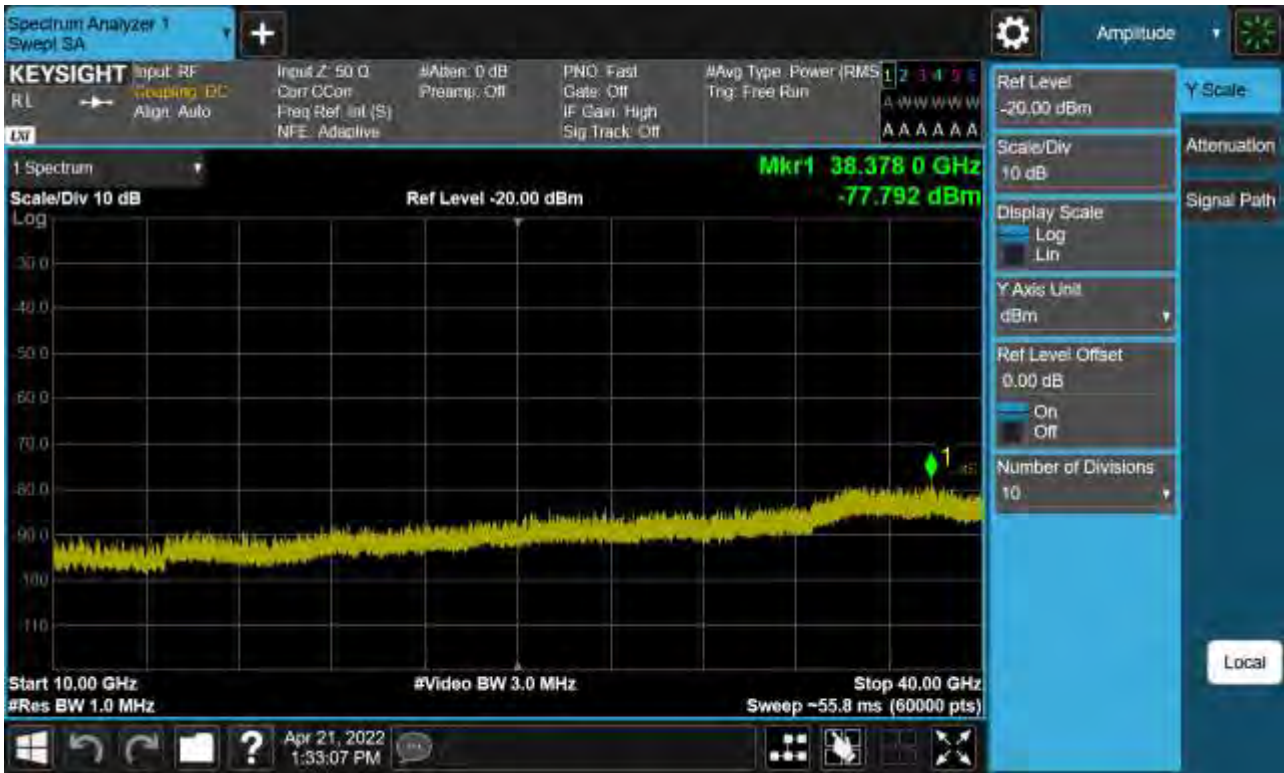 Spectrum Analyzer 1
Swept SA
+
Amplitude
KEYSIGHT
RL
LXI
Input: RF
Coupling: DC
Align: Auto
Input Z: 50 Ω
Corr CCorr
Freq Ref: Int (S)
NFE: Adaptive
#Atten: 0 dB
Preamp: Off
PNO: Fast
Gate: Off
IF Gain: High
Sig Track: Off
#Avg Type: Power (RMS
Trig: Free Run
1 2 3 4 5 6
A W W W W W
A A A A A A
1 Spectrum
Mkr1 38.378 0 GHz
Scale/Div 10 dB
Ref Level -20.00 dBm
-77.792 dBm
Log
-30.0
-40.0
-50.0
-60.0
-70.0
-80.0
-90.0
-100
-110
1
Start 10.00 GHz
#Video BW 3.0 MHz
Stop 40.00 GHz
#Res BW 1.0 MHz
Sweep ~55.8 ms (60000 pts)
Ref Level
-20.00 dBm
Scale/Div
10 dB
Display Scale
Log
Lin
Y Axis Unit
dBm
Ref Level Offset
0.00 dB
On
Off
Number of Divisions
10
Y Scale
Attenuation
Signal Path
Local
?
Apr 21, 2022
1:33:07 PM